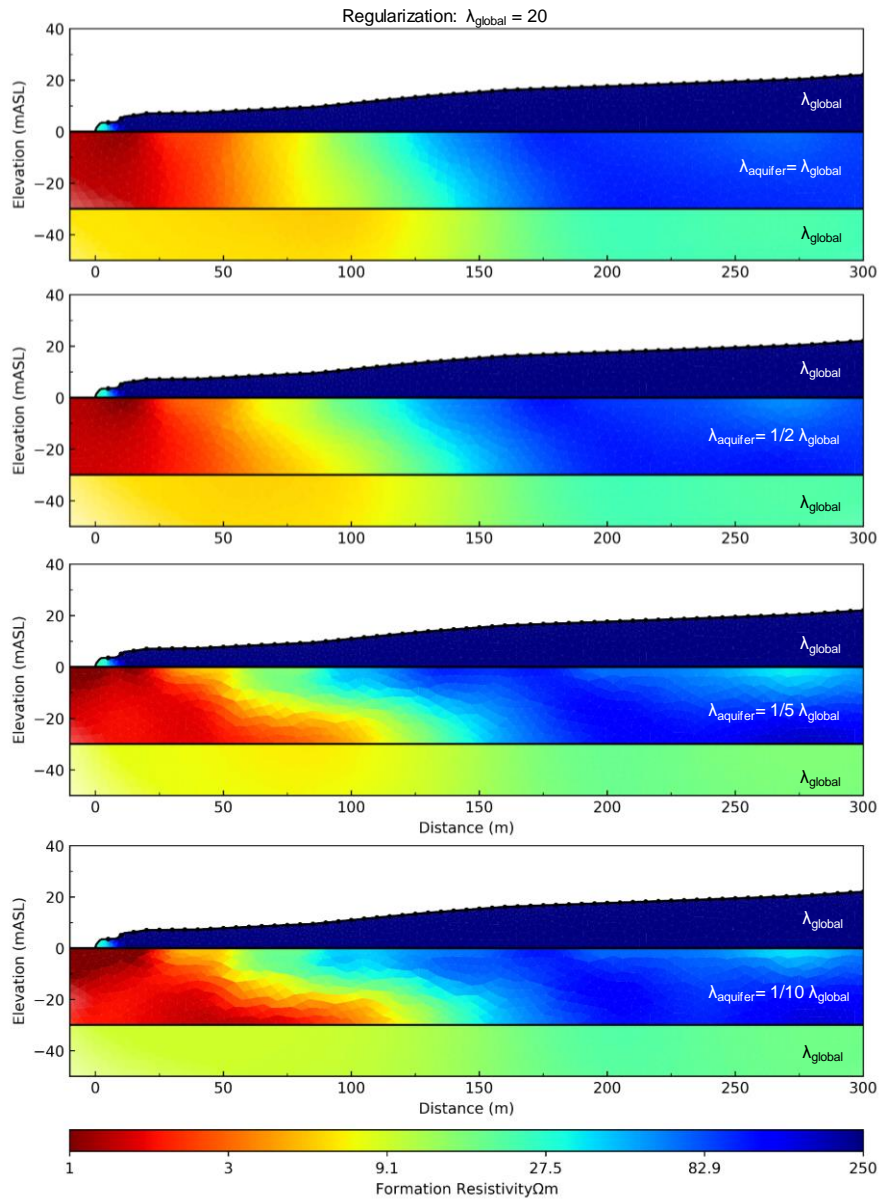 Regularization: λglobal = 20
Elevation (mASL)
40
20
0
−20
−40
λglobal
λaquifer= λglobal
λglobal
0 50 100 150 200 250 300
Elevation (mASL)
40
20
0
−20
−40
λglobal
λaquifer= 1/2 λglobal
λglobal
0 50 100 150 200 250 300
Elevation (mASL)
40
20
0
−20
−40
λglobal
λaquifer= 1/5 λglobal
λglobal
0 50 100 150 200 250 300
Distance (m)
Elevation (mASL)
40
20
0
−20
−40
λglobal
λaquifer= 1/10 λglobal
λglobal
0 50 100 150 200 250 300
Distance (m)
1 3 9.1 27.5 82.9 250
Formation ResistivityΩm